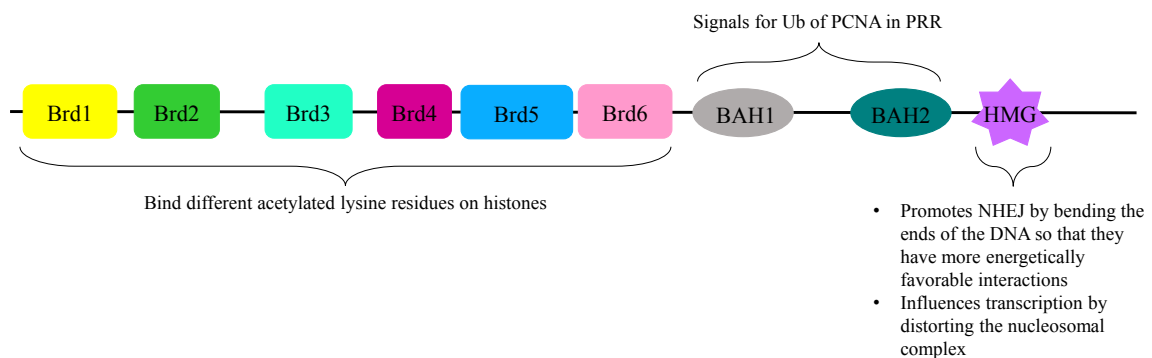 Signals for Ub of PCNA in PRR
Brd1 Brd2 Brd3 Brd4 Brd5 Brd6 BAH1 BAH2 HMG
Bind different acetylated lysine residues on histones
• Promotes NHEJ by bending the
ends of the DNA so that they
have more energetically
favorable interactions
• Influences transcription by
distorting the nucleosomal
complex